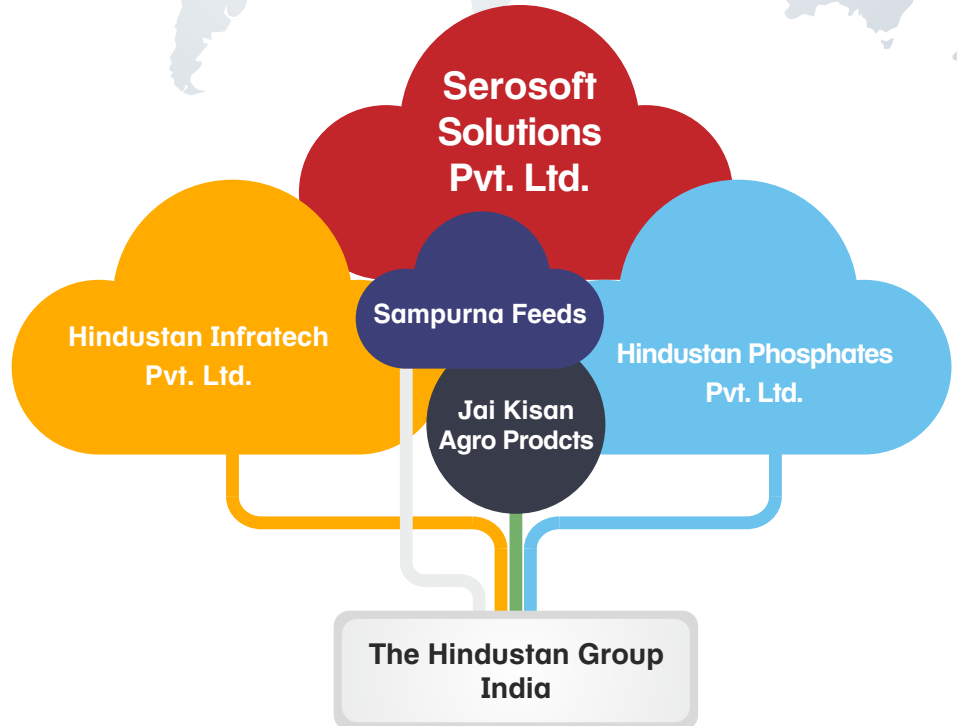 Serosoft
Solutions
Pvt. Ltd.
Sampurna Feeds
Hindustan Infratech
Pvt. Ltd.
Hindustan Phosphates
Pvt. Ltd.
Jai Kisan
Agro Prodcts
The Hindustan Group
India